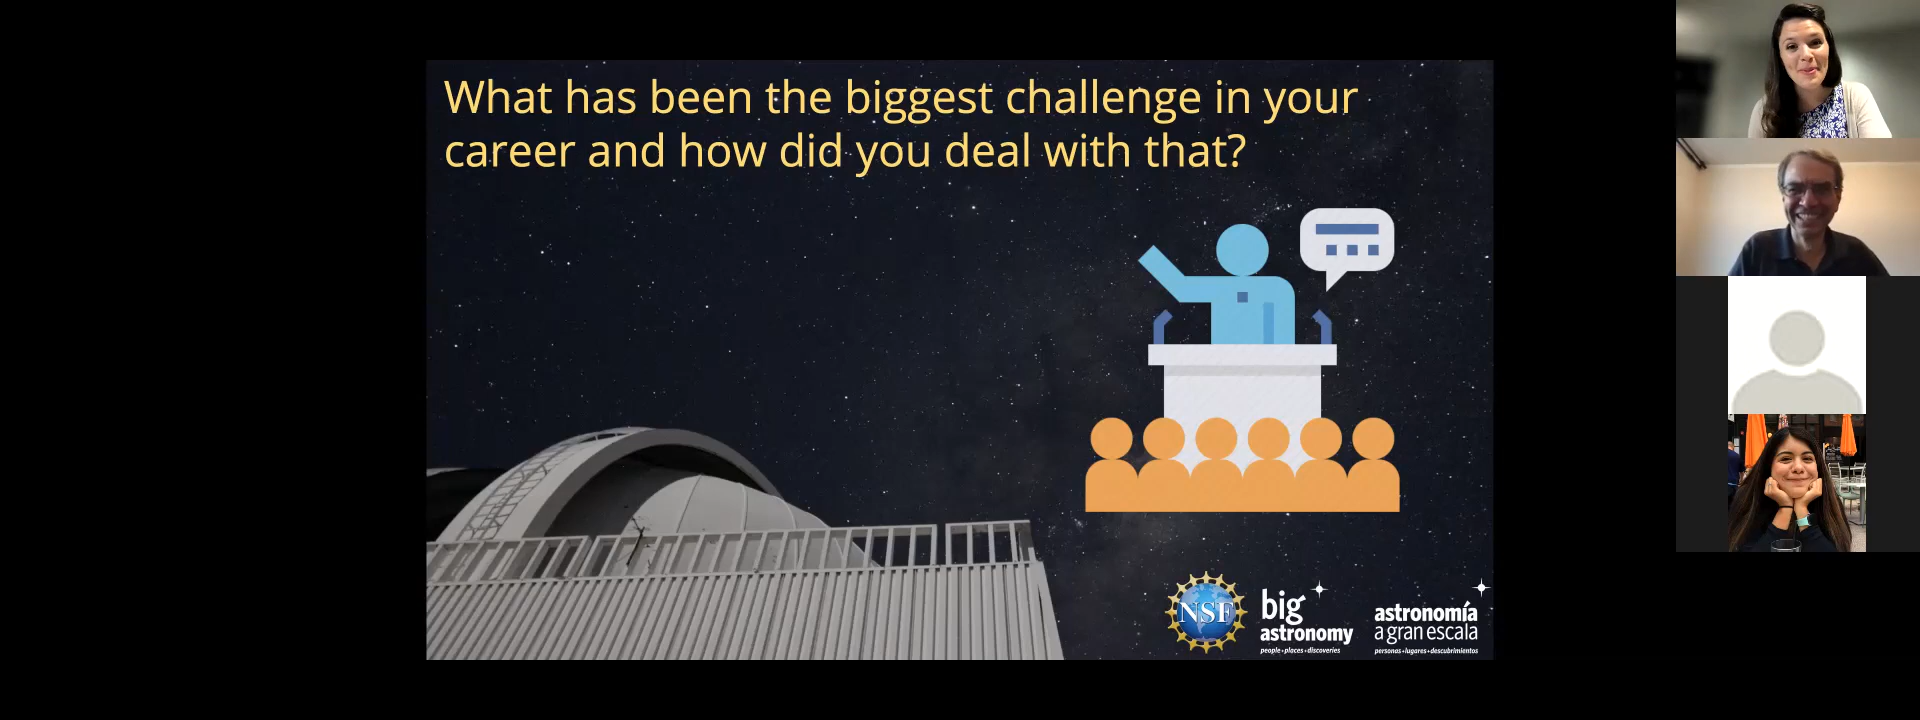 What has been the biggest challenge in your
career and how did you deal with that?
NSF
big
astronomy
people•places•discoveries
astronomía
a gran escala
personas•lugares•descubrimientos